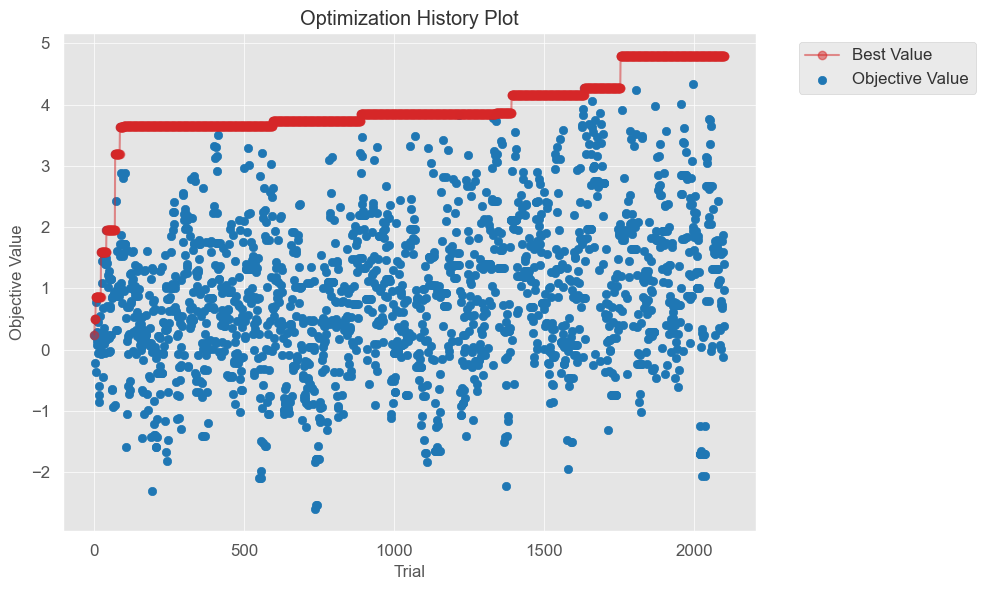 Optimization History Plot
Best Value
Objective Value
Objective Value
5
4
3
2
1
0
−1
−2
0
500
1000
1500
2000
Trial